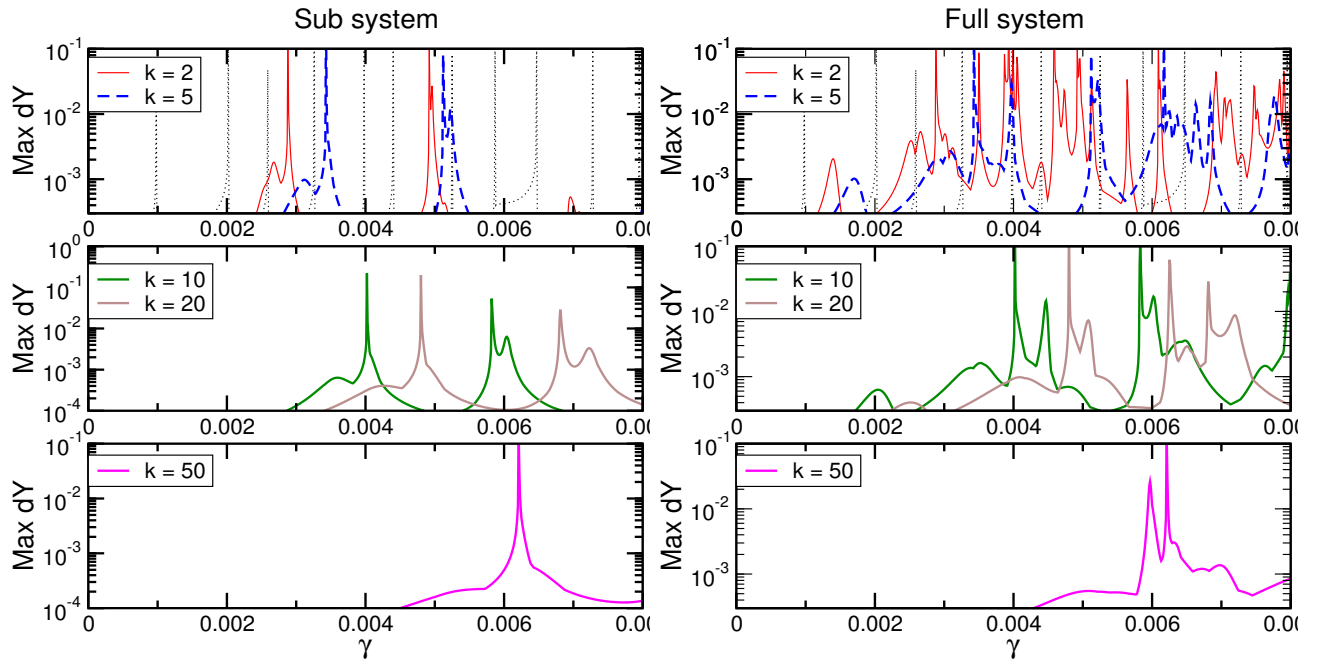 Sub system
Full system
10^-1
10^-2
10^-3
Max dY
k = 2
k = 5
0 0.002 0.004 0.006 0.00
10^-1
10^-2
10^-3
Max dY
k = 2
k = 5
0 0.002 0.004 0.006 0.00
10^0
10^-1
10^-2
10^-3
10^-4
Max dY
k = 10
k = 20
0 0.002 0.004 0.006 0.00
10^-1
10^-2
10^-3
Max dY
k = 10
k = 20
0 0.002 0.004 0.006 0.00
10^-1
10^-2
10^-3
10^-4
Max dY
k = 50
0 0.002 0.004 0.006 0.00
γ
10^-1
10^-2
10^-3
Max dY
k = 50
0 0.002 0.004 0.006 0.00
γ